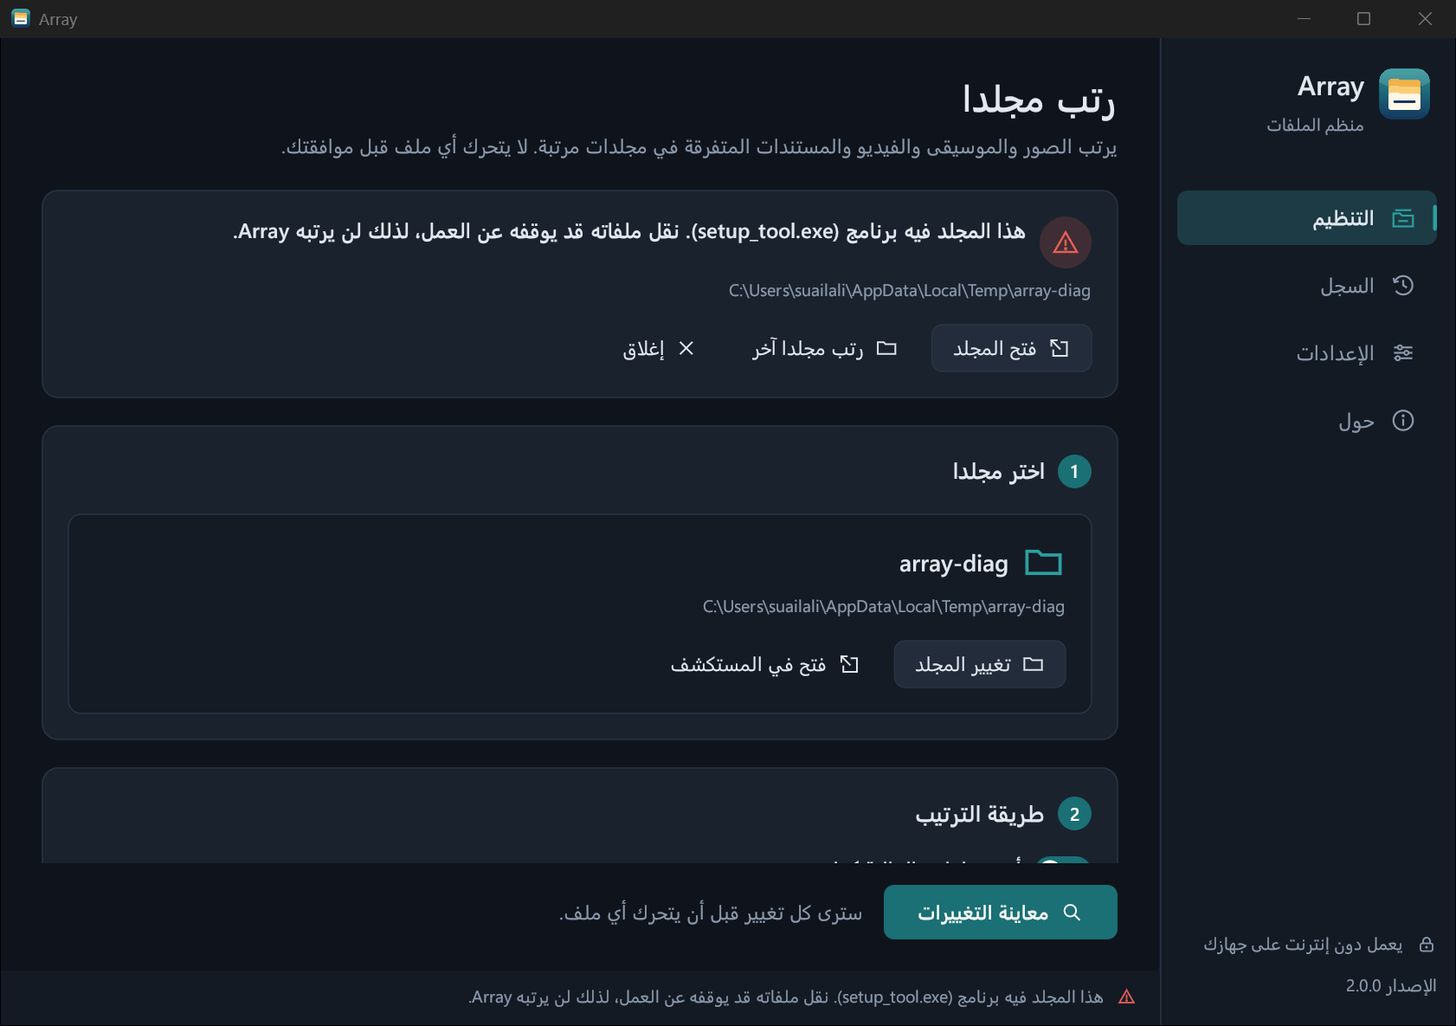 Array
Array
منظم الملفات
التنظيم
السجل
الإعدادات
حول
يعمل دون إنترنت على جهازك
الإصدار 2.0.0
رتب مجلدا
يرتب الصور والموسيقى والفيديو والمستندات المتفرقة في مجلدات مرتبة. لا يتحرك أي ملف قبل موافقتك.
هذا المجلد فيه برنامج (setup_tool.exe). نقل ملفاته قد يوقفه عن العمل، لذلك لن يرتبه Array.
C:\Users\suailali\AppData\Local\Temp\array-diag
فتح المجلد
رتب مجلدا آخر
إغلاق
1 اختر مجلدا
array-diag
C:\Users\suailali\AppData\Local\Temp\array-diag
تغيير المجلد
فتح في المستكشف
2 طريقة الترتيب
معاينة التغييرات
سترى كل تغيير قبل أن يتحرك أي ملف.
هذا المجلد فيه برنامج (setup_tool.exe). نقل ملفاته قد يوقفه عن العمل، لذلك لن يرتبه Array.